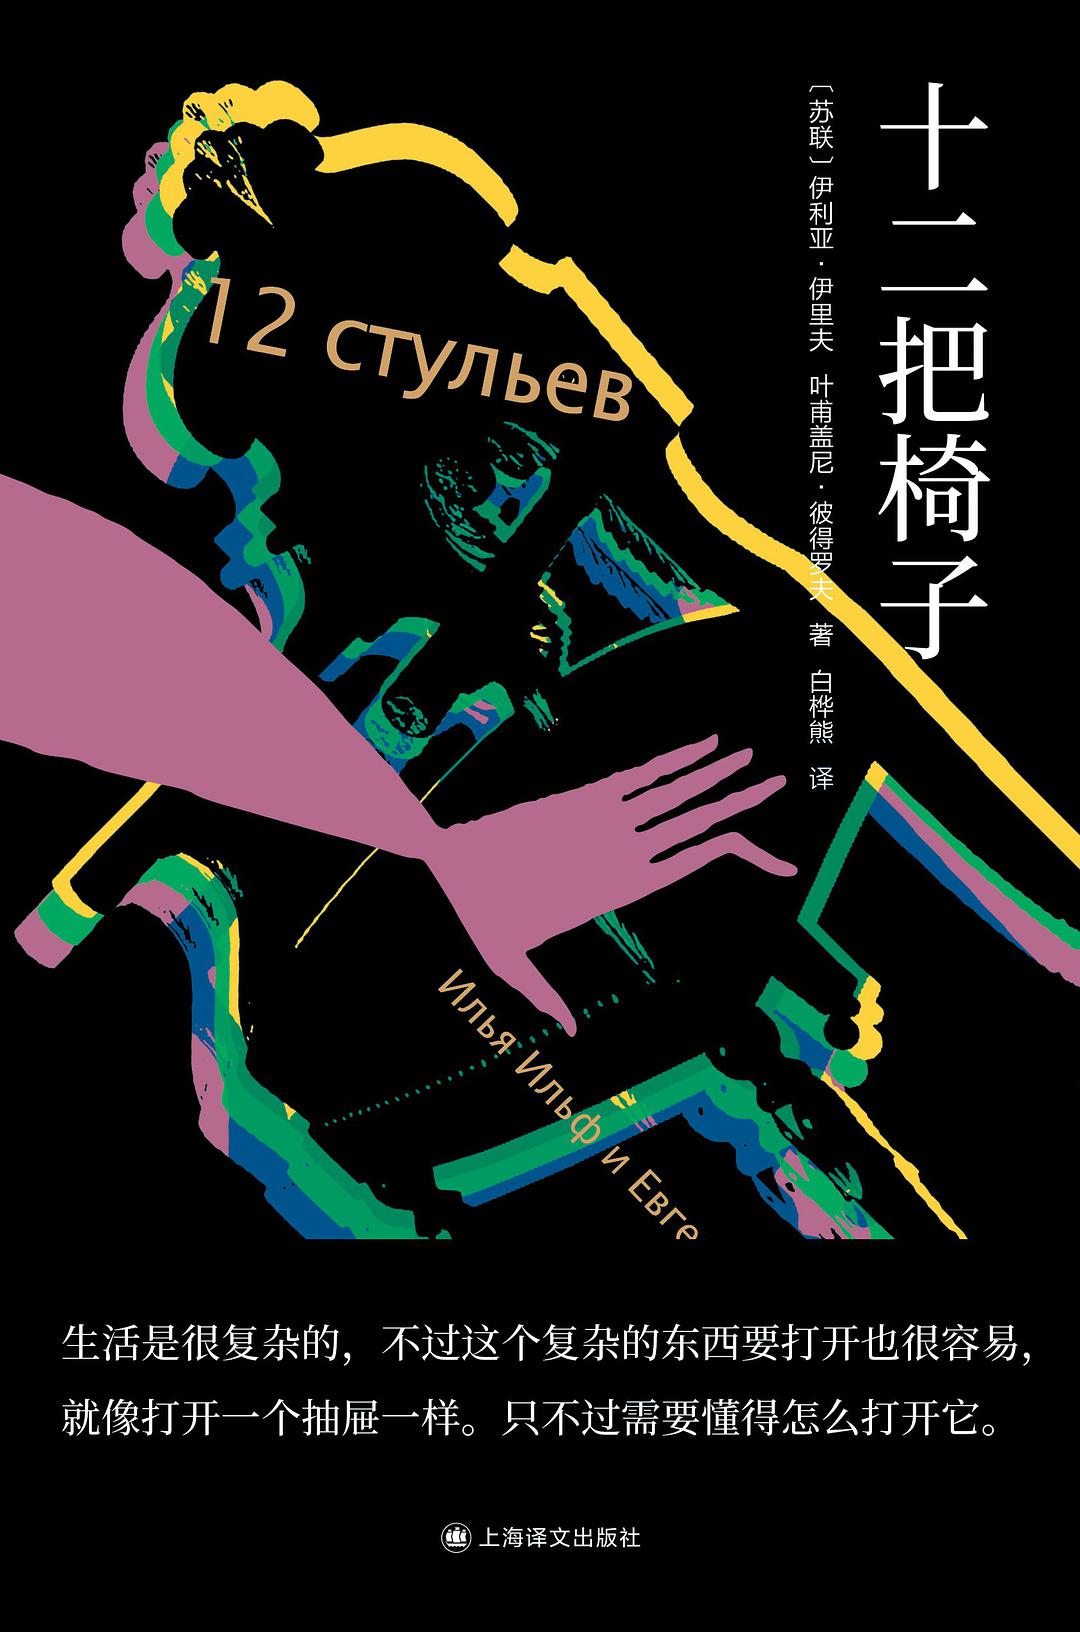 十二把椅子
〔苏联〕伊利亚·伊里夫 叶甫盖尼·彼得罗夫 著 白桦熊 译
12 стульев
Илья Ильф и Евге
生活是很复杂的，不过这个复杂的东西要打开也很容易，
就像打开一个抽屉一样。只不过需要懂得怎么打开它。
上海译文出版社